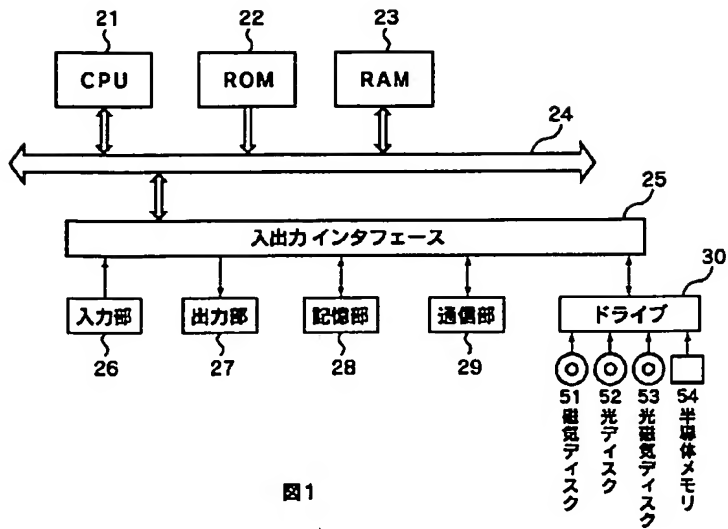 21
22
23
CPU
ROM
RAM
24
25
入出力インタフェース
30
入力部
出力部
記憶部
通信部
ドライブ
26
27
28
29
51
52
53
54
磁気ディスク
光ディスク
光磁気ディスク
半導体メモリ
図1